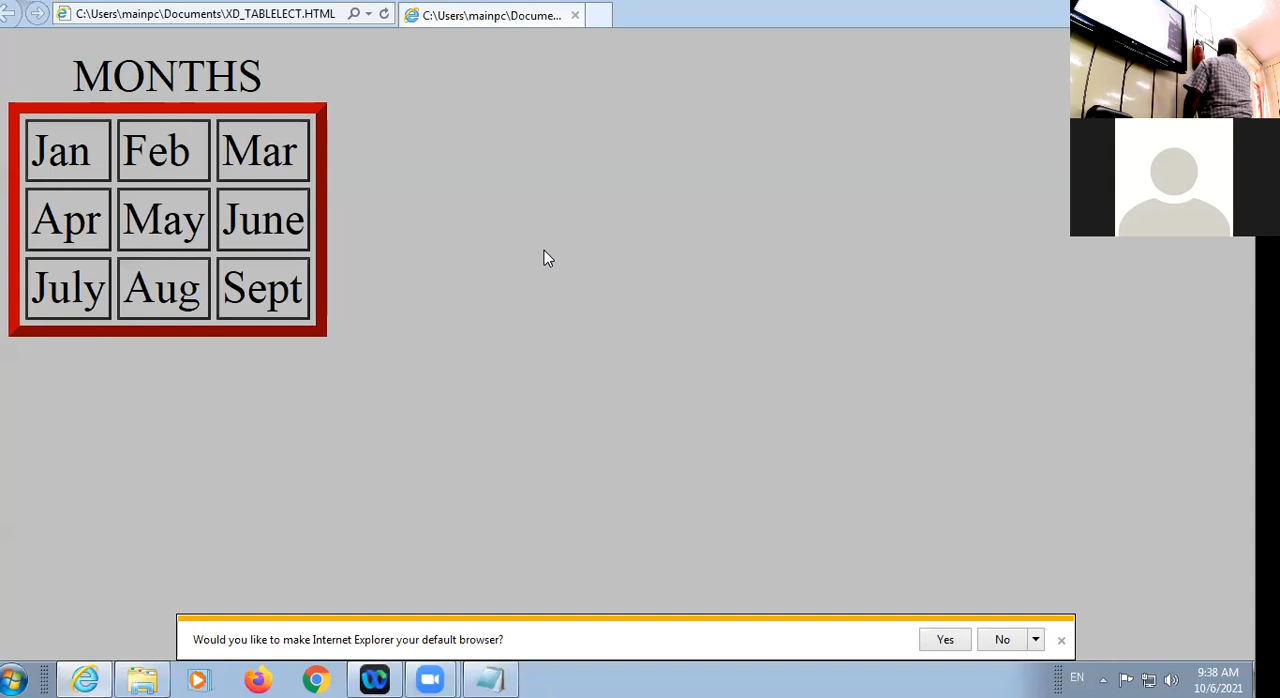 C:\Users\mainpc\Documents\XD_TABLELECT.HTML
C:\Users\mainpc\Docume...
MONTHS
Jan Feb Mar
Apr May June
July Aug Sept
Would you like to make Internet Explorer your default browser?
Yes No
EN
9:38 AM
10/6/2021